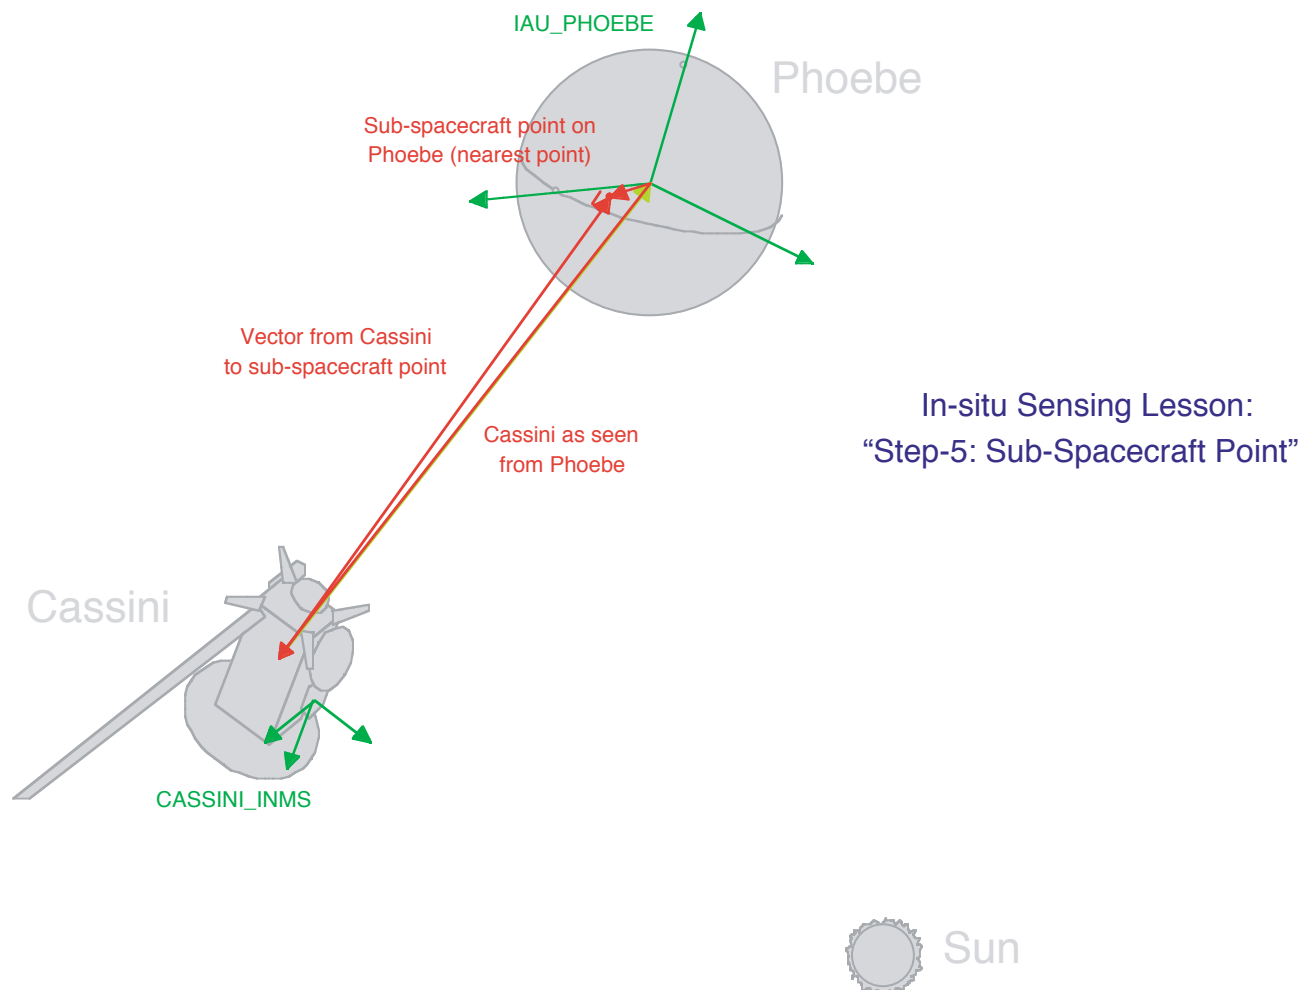 IAU_PHOEBE
Phoebe
Sub-spacecraft point on
Phoebe (nearest point)
Vector from Cassini
to sub-spacecraft point
In-situ Sensing Lesson:
“Step-5: Sub-Spacecraft Point”
Cassini as seen
from Phoebe
Cassini
CASSINI_INMS
Sun